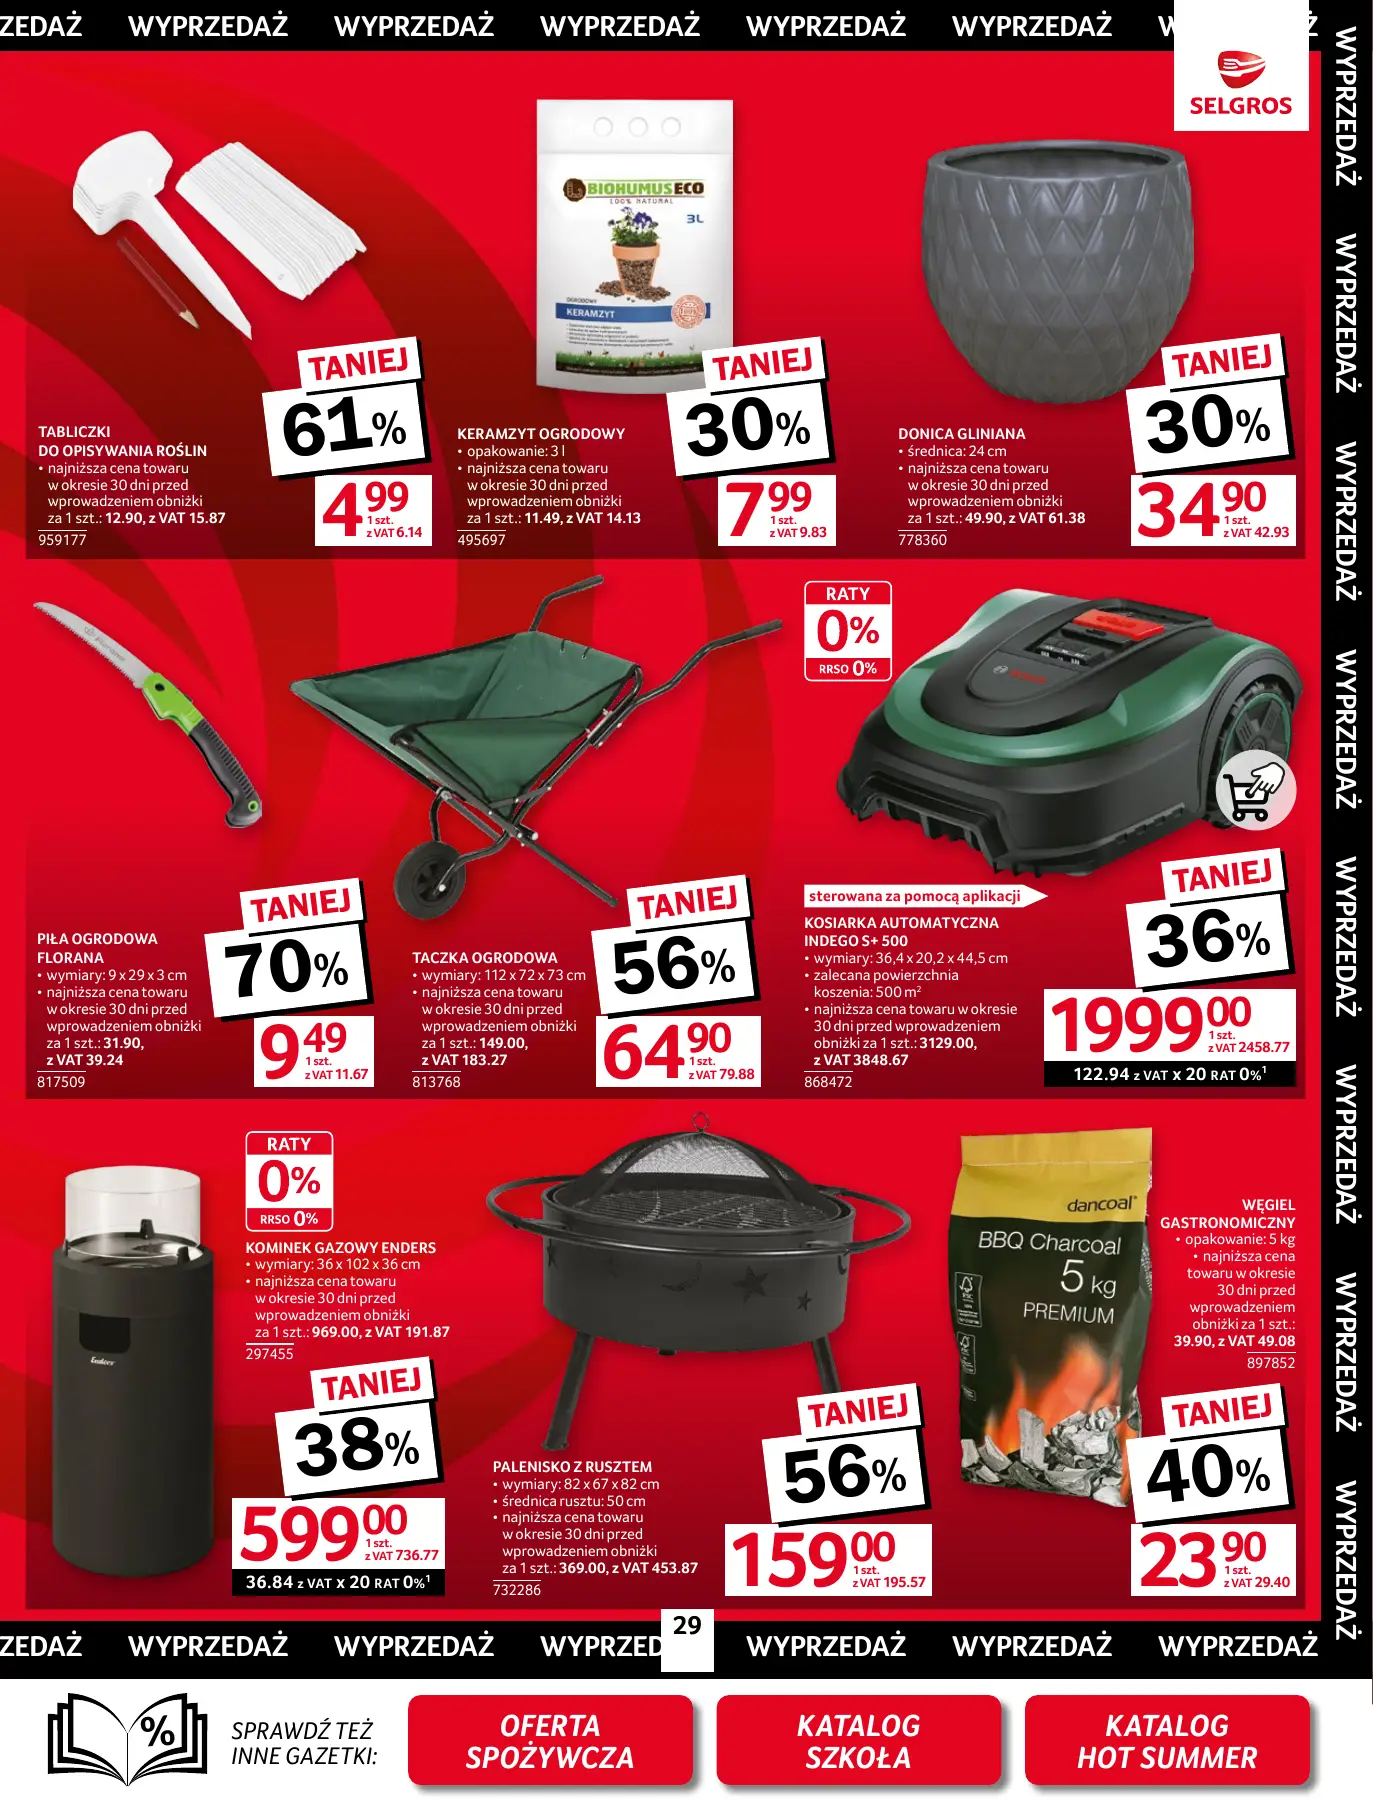 ZEDAŻ WYPRZEDAŻ WYPRZEDAŻ WYPRZEDAŻ WYPRZEDAŻ WYPRZEDAŻ
SELGROS
WYPRZEDAŻ WYPRZEDAŻ WYPRZEDAŻ WYPRZEDAŻ WYPRZEDAŻ WYPRZEDAŻ WYPRZEDAŻ WYPRZEDAŻ
TABLICZKI
DO OPISYWANIA ROŚLIN
• najniższa cena towaru
w okresie 30 dni przed
wprowadzeniem obniżki
za 1 szt.: 12.90, z VAT 15.87
959177
TANIEJ
61%
4 99
1 szt.
z VAT 6.14
BIOHUMUS ECO
100% NATURAL
3L
OGRODOWY
KERAMZYT
KERAMZYT OGRODOWY
• opakowanie: 3 l
• najniższa cena towaru
w okresie 30 dni przed
wprowadzeniem obniżki
za 1 szt.: 11.49, z VAT 14.13
495697
TANIEJ
30%
7 99
1 szt.
z VAT 9.83
DONICA GLINIANA
• średnica: 24 cm
• najniższa cena towaru
w okresie 30 dni przed
wprowadzeniem obniżki
za 1 szt.: 49.90, z VAT 61.38
778360
TANIEJ
30%
34 90
1 szt.
z VAT 42.93
PIŁA OGRODOWA
FLORANA
• wymiary: 9 x 29 x 3 cm
• najniższa cena towaru
w okresie 30 dni przed
wprowadzeniem obniżki
za 1 szt.: 31.90,
z VAT 39.24
817509
TANIEJ
70%
9 49
1 szt.
z VAT 11.67
TACZKA OGRODOWA
• wymiary: 112 x 72 x 73 cm
• najniższa cena towaru
w okresie 30 dni przed
wprowadzeniem obniżki
za 1 szt.: 149.00,
z VAT 183.27
813768
TANIEJ
56%
64 90
1 szt.
z VAT 79.88
RATY
0%
RRSO 0%
BOSCH
sterowana za pomocą aplikacji
KOSIARKA AUTOMATYCZNA
INDEGO S+ 500
• wymiary: 36,4 x 20,2 x 44,5 cm
• zalecana powierzchnia
koszenia: 500 m²
• najniższa cena towaru w okresie
30 dni przed wprowadzeniem
obniżki za 1 szt.: 3129.00,
z VAT 3848.67
868472
TANIEJ
36%
1999 00
1 szt.
z VAT 2458.77
122.94 z VAT x 20 RAT 0%¹
RATY
0%
RRSO 0%
Enders
KOMINEK GAZOWY ENDERS
• wymiary: 36 x 102 x 36 cm
• najniższa cena towaru
w okresie 30 dni przed
wprowadzeniem obniżki
za 1 szt.: 969.00, z VAT 191.87
297455
TANIEJ
38%
599 00
1 szt.
z VAT 736.77
36.84 z VAT x 20 RAT 0%¹
PALENISKO Z RUSZTEM
• wymiary: 82 x 67 x 82 cm
• średnica rusztu: 50 cm
• najniższa cena towaru
w okresie 30 dni przed
wprowadzeniem obniżki
za 1 szt.: 369.00, z VAT 453.87
732286
TANIEJ
56%
159 00
1 szt.
z VAT 195.57
dancoal
BBQ Charcoal
5 kg
PREMIUM
FSC
WĘGIEL
GASTRONOMICZNY
• opakowanie: 5 kg
• najniższa cena
towaru w okresie
30 dni przed
wprowadzeniem
obniżki za 1 szt.:
39.90, z VAT 49.08
897852
TANIEJ
40%
23 90
1 szt.
z VAT 29.40
ZEDAŻ WYPRZEDAŻ WYPRZEDAŻ WYPRZED WYPRZEDAŻ WYPRZEDAŻ WYPRZEDAŻ
29
%
SPRAWDŹ TEŻ
INNE GAZETKI:
OFERTA
SPOŻYWCZA
KATALOG
SZKOŁA
KATALOG
HOT SUMMER